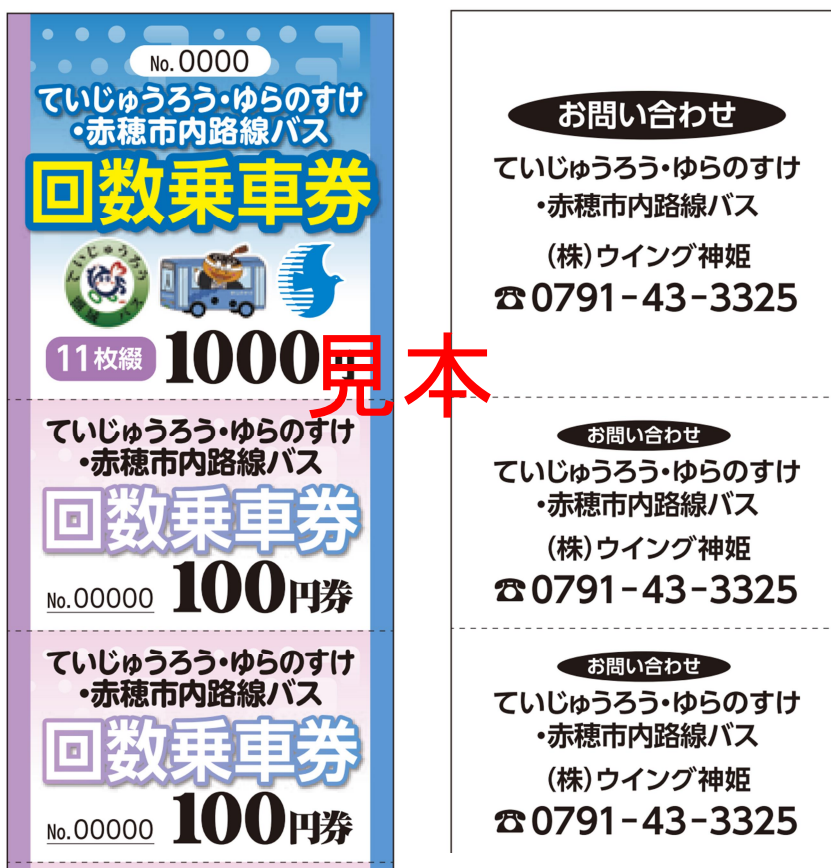 No.0000
ていじゅうろう・ゆらのすけ
・赤穂市内路線バス
回数乗車券
ていじゅうろう
11枚綴 1000円
見本
ていじゅうろう・ゆらのすけ
・赤穂市内路線バス
回数乗車券
No.00000 100円券
ていじゅうろう・ゆらのすけ
・赤穂市内路線バス
回数乗車券
No.00000 100円券
お問い合わせ
ていじゅうろう・ゆらのすけ
・赤穂市内路線バス
(株)ウイング神姫
☎0791-43-3325
お問い合わせ
ていじゅうろう・ゆらのすけ
・赤穂市内路線バス
(株)ウイング神姫
☎0791-43-3325
お問い合わせ
ていじゅうろう・ゆらのすけ
・赤穂市内路線バス
(株)ウイング神姫
☎0791-43-3325